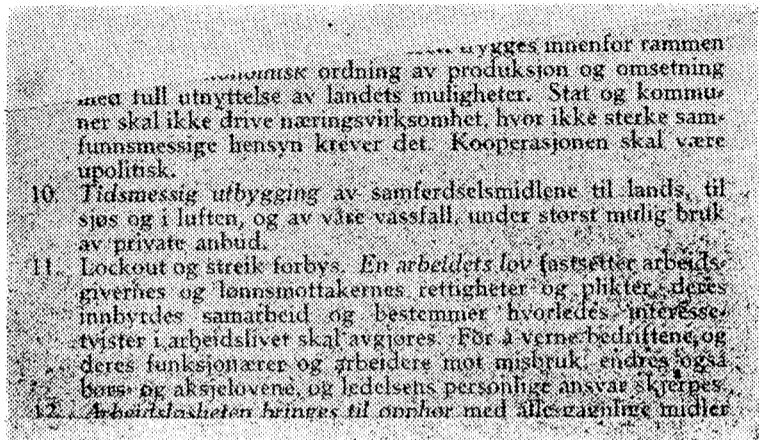 bygges innenfor rammen
ordning av produksjon og omsetning
med full utnyttelse av landets muligheter. Stat og kommu-
ner skal ikke drive næringsvirksomhet, hvor ikke sterke sam-
funnsmessige hensyn krever det. Kooperasjonen skal være
upolitisk.
10. Tidsmessig utbygging av samferdselsmidlene til lands, til
sjøs og i luften, og av våre vassfall, under størst mulig bruk
av private anbud.
11. Lockout og streik forbys. En arbeidets lov fastsetter arbeids-
givernes og lønnsmottakernes rettigheter og plikter, deres
innbyrdes samarbeid og bestemmer hvorledes interesse-
tvister i arbeidslivet skal avgjøres. For å verne bedriftene og
deres funksjonærer og arbeidere mot misbruk, endres også
børs- og aksjelovene, og ledelsens personlige ansvar skjerpes.
12. Arbeidsløsheten bringes til opphør med alle gagnlige midler